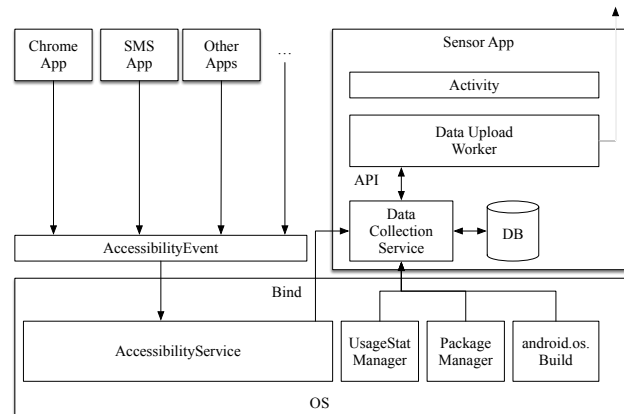 Chrome
App
SMS
App
Other
Apps
...
Sensor App
Activity
Data Upload
Worker
API
Data
Collection
Service
DB
AccessibilityEvent
Bind
AccessibilityService
UsageStat
Manager
Package
Manager
android.os.
Build
OS